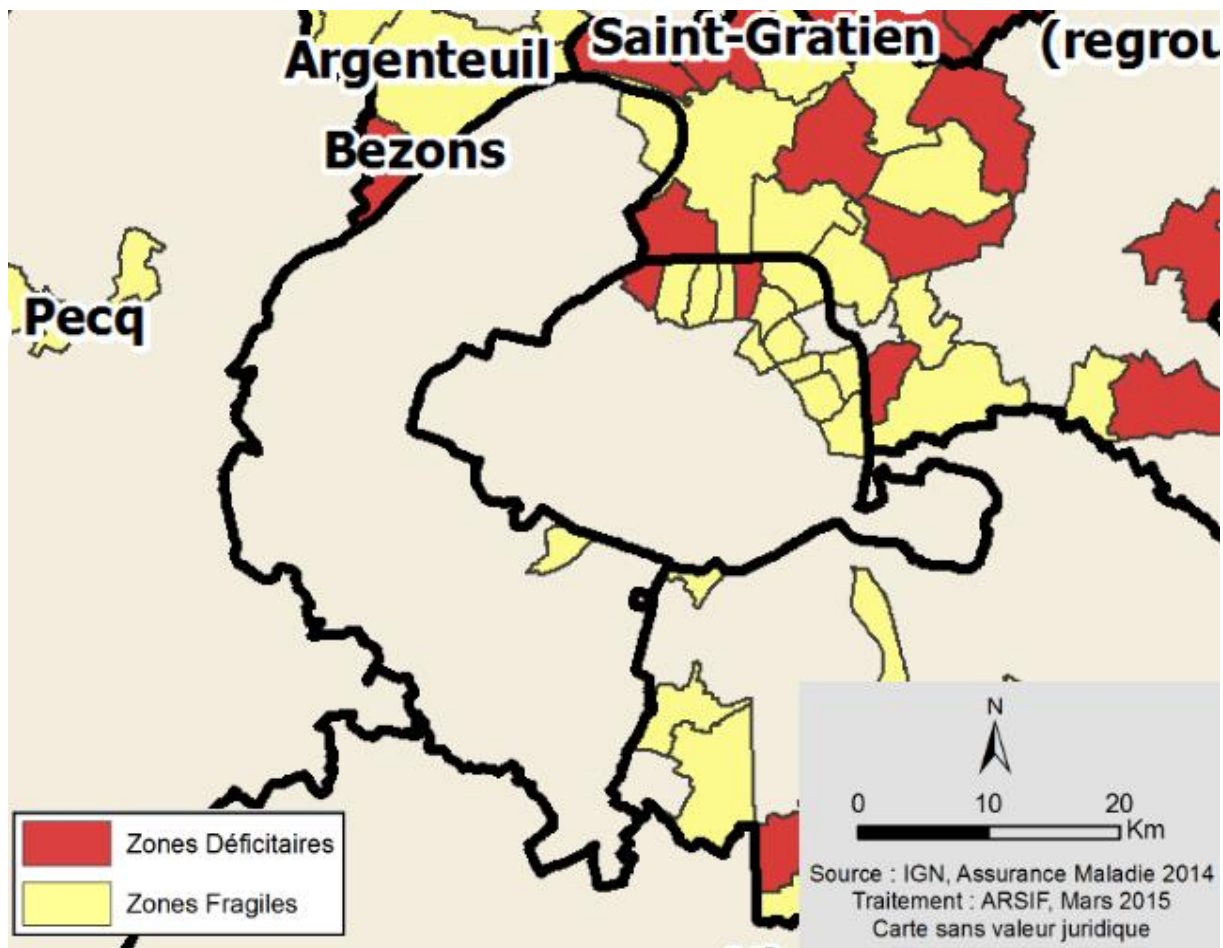 Saint-Gratien
(regrou
Argenteuil
Bezons
Pecq
Zones Déficitaires
Zones Fragiles
N
0 10 20
Km
Source : IGN, Assurance Maladie 2014
Traitement : ARSIF, Mars 2015
Carte sans valeur juridique